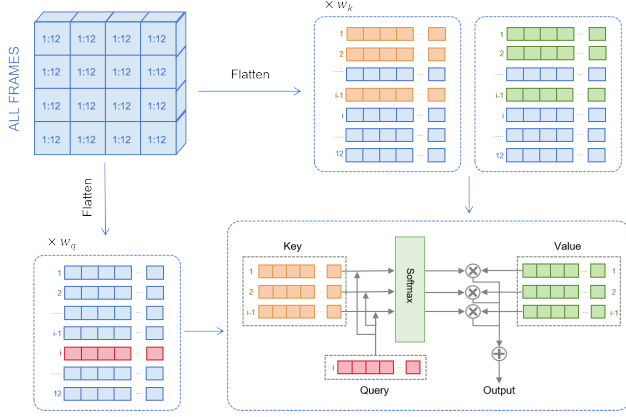 ALL FRAMES
1:12 1:12 1:12 1:12
1:12 1:12 1:12 1:12
1:12 1:12 1:12 1:12
1:12 1:12 1:12 1:12
Flatten
Flatten
× w_k
1 ...
2 ...
..... ...
i-1 ...
i ...
..... ...
12 ...
1 ...
2 ...
..... ...
i-1 ...
i ...
..... ...
12 ...
× w_q
1 ...
2 ...
..... ...
i-1 ...
i ...
..... ...
12 ...
Key
1 ...
2 ...
i-1 ...
Softmax
Value
... 1
... 2
... i-1
i ...
Query
Output